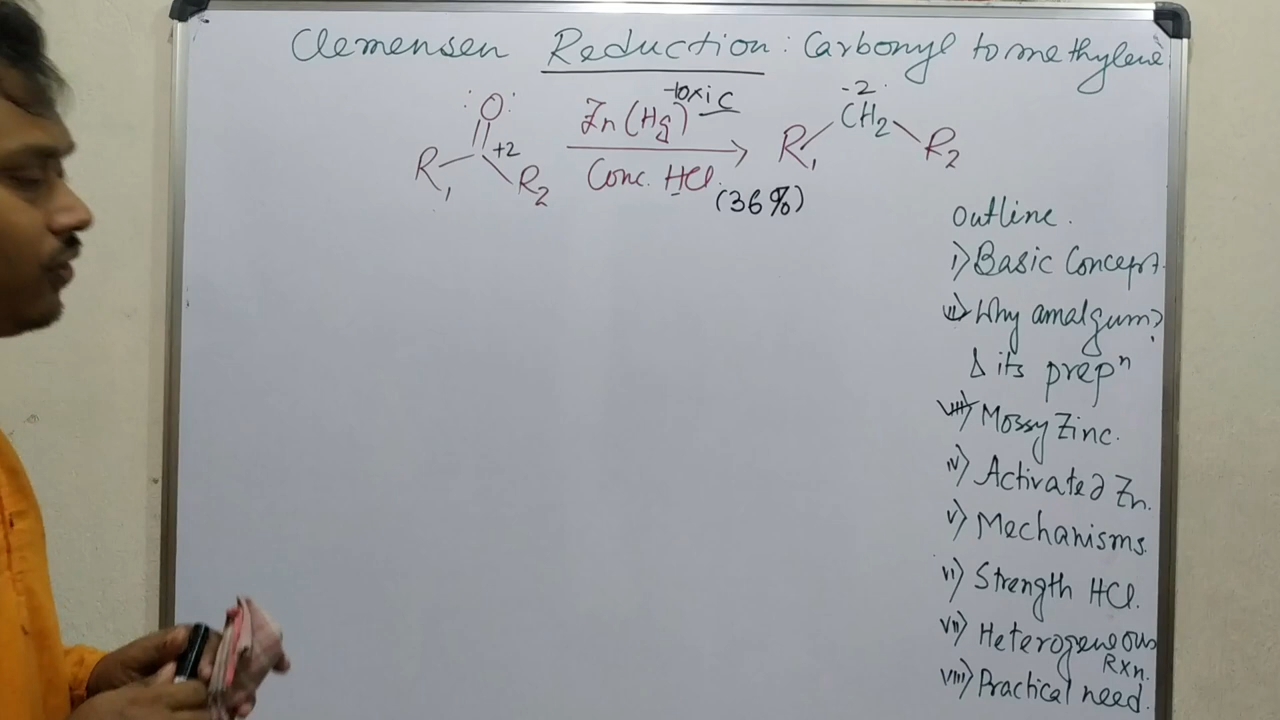 Clemensen Reduction: Carbonyl to methylene
:O:
R1 +2 R2
Zn(Hg) toxic
Conc. HCl.
(36%)
-2
R1 CH2 R2
Outline.
i) Basic Concept.
ii) Why amalgum?
& its prepⁿ
iii) Mossy Zinc.
iv) Activated Zn.
v) Mechanisms.
vi) Strength HCl.
vii) Heterogeneous
Rxn.
viii) Practical need.